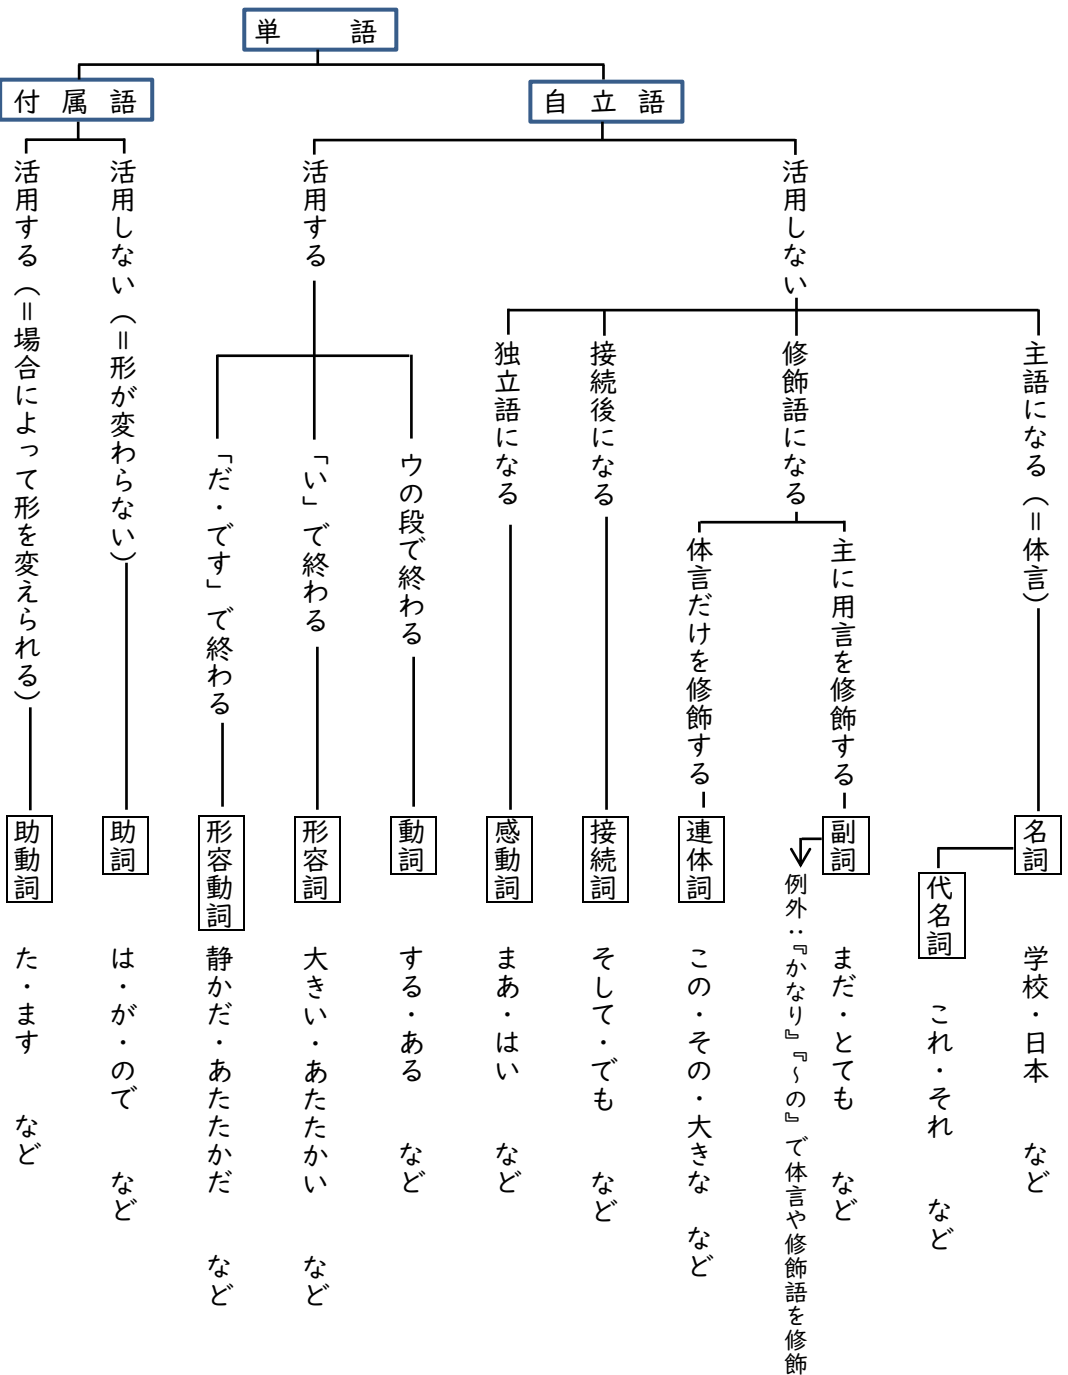 単語
自立語
付属語
活用しない
主語になる（＝体言）
名詞
学校・日本 など
代名詞
これ・それ など
修飾語になる
主に用言を修飾する
副詞
まだ・とても など
例外：『かなり』『～の』で体言や修飾語を修飾
体言だけを修飾する
連体詞
この・その・大きな など
接続後になる
接続詞
そして・でも など
独立語になる
感動詞
まあ・はい など
活用する
ウの段で終わる
動詞
する・ある など
「い」で終わる
形容詞
大きい・あたたかい など
「だ・です」で終わる
形容動詞
静かだ・あたたかだ など
活用しない（＝形が変わらない）
助詞
は・が・ので など
活用する（＝場合によって形を変えられる）
助動詞
た・ます など